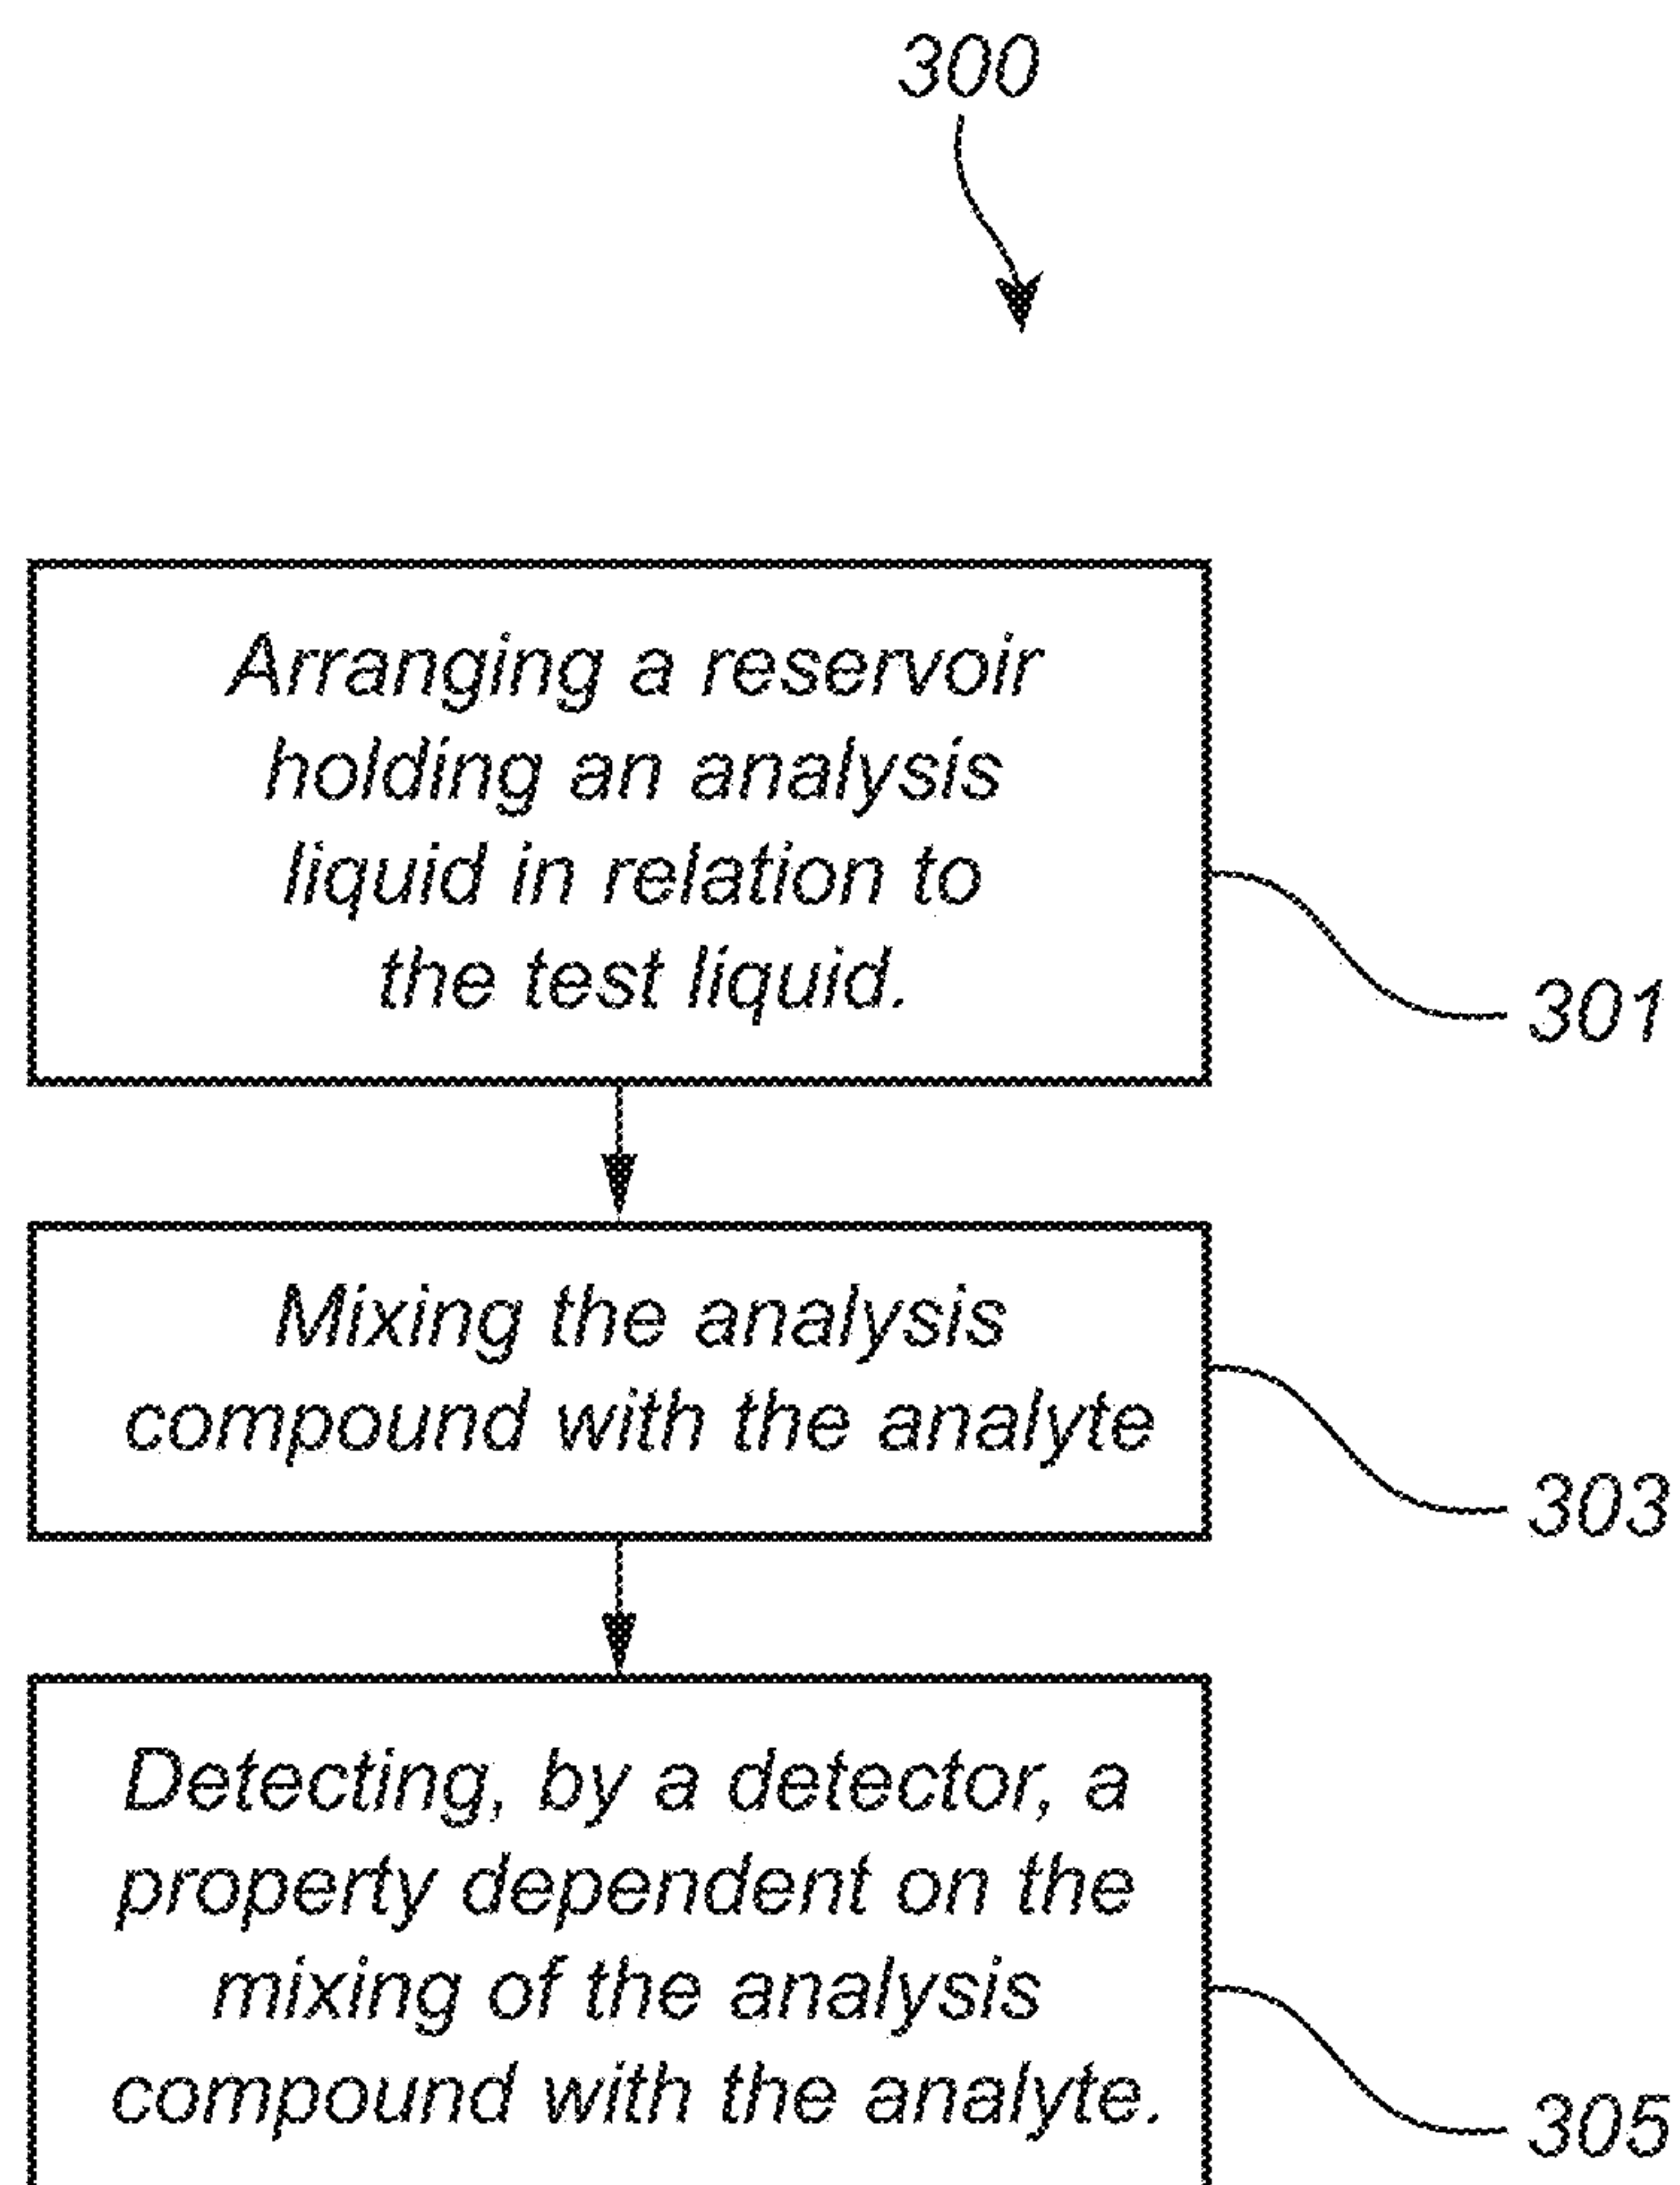 300
Arranging a reservoir
holding an analysis
liquid in relation to
the test liquid.
301
Mixing the analysis
compound with the analyte
303
Detecting, by a detector, a
property dependent on the
mixing of the analysis
compound with the analyte.
305